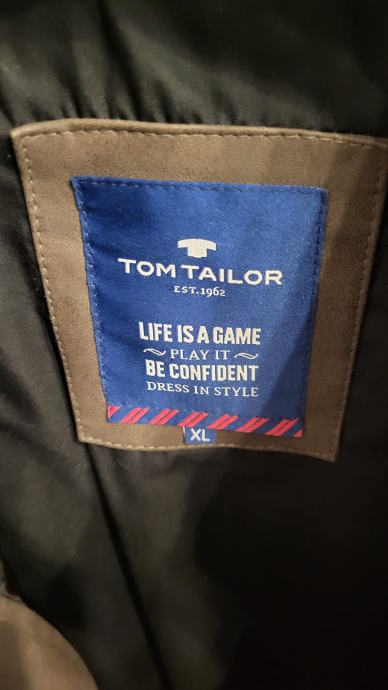 TOM TAILOR
EST.1962
LIFE IS A GAME
~ PLAY IT ~
BE CONFIDENT
DRESS IN STYLE
XL